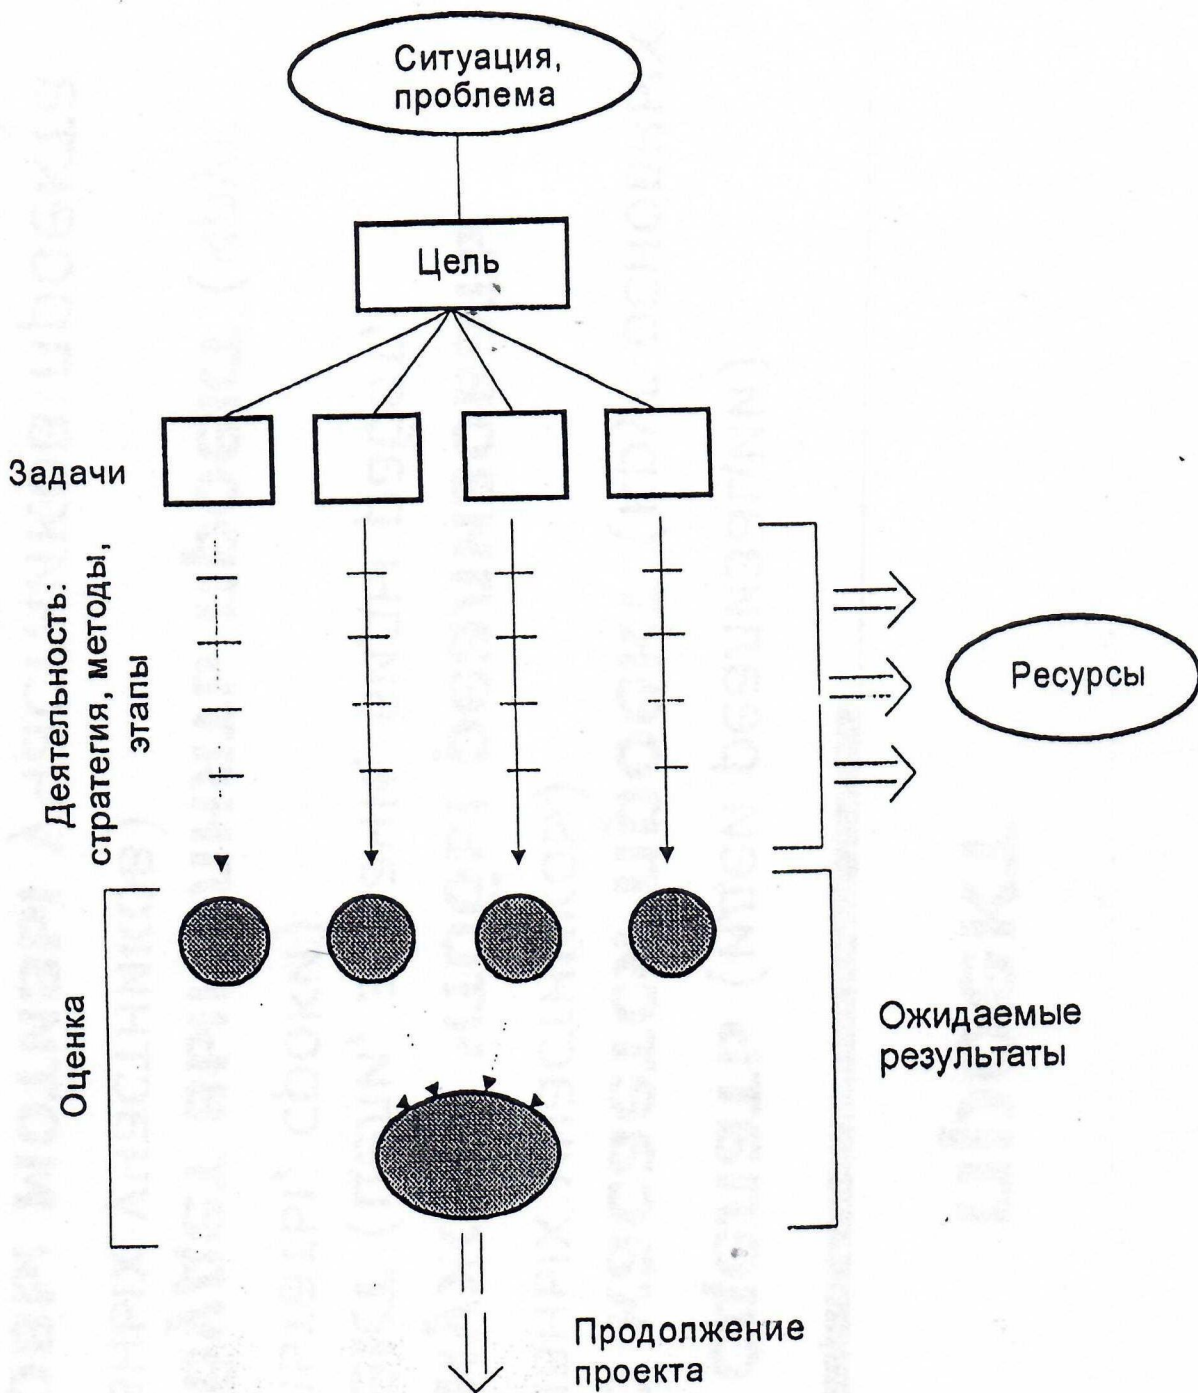 Ситуация,
проблема
Цель
Задачи
Деятельность:
стратегия, методы,
этапы
Ресурсы
Оценка
Ожидаемые
результаты
Продолжение
проекта